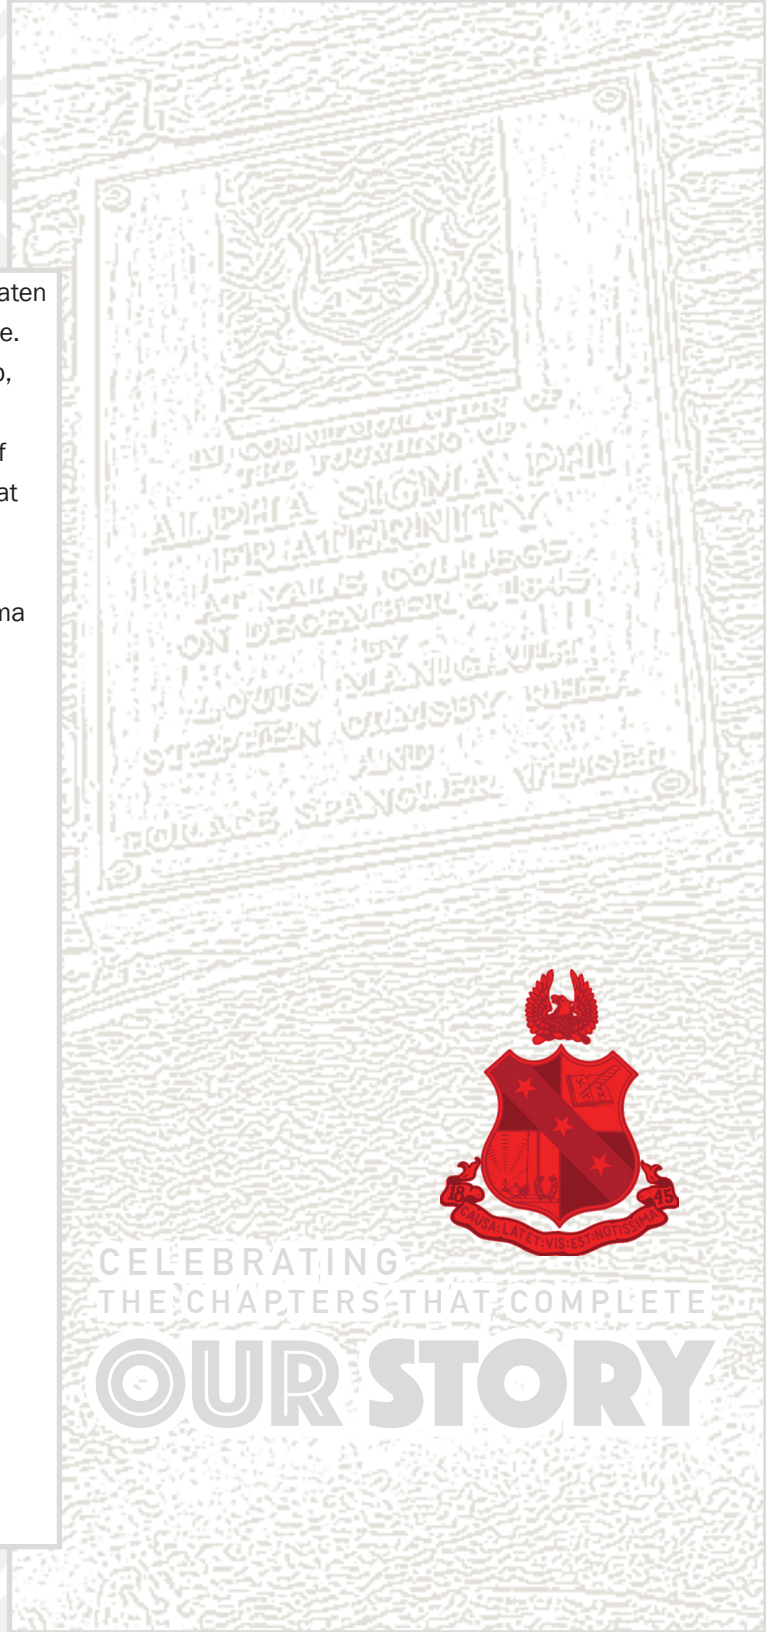 aten
e.
o,
f
at
ma
IN COMMEMORATION OF
THE FOUNDING OF
ALPHA SIGMA PHI
FRATERNITY
AT YALE COLLEGE
ON DECEMBER 6, 1845
BY
LOUIS MANIGAULT
STEPHEN ORMSBY RHEA
AND
HORACE SPANGLER WEISER
18 45
CAUSA:LATET:VIS:EST:NOTISSIMA
CELEBRATING
THE CHAPTERS THAT COMPLETE
OUR STORY